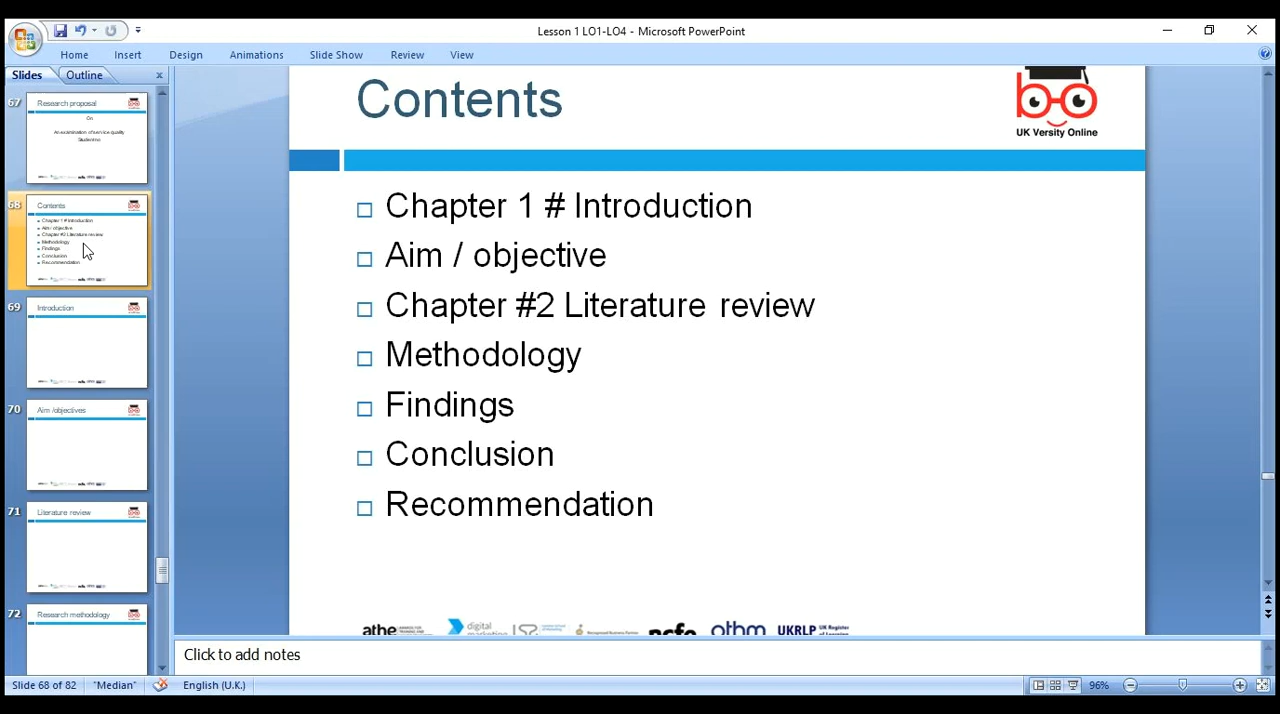 Lesson 1 LO1-LO4 - Microsoft PowerPoint
Home Insert Design Animations Slide Show Review View
Slides Outline
67
Research proposal
On
An examination of service quality
68
Contents
Chapter 1 # Introduction
Aim / objective
Chapter #2 Literature review
Methodology
Findings
Conclusion
Recommendation
69
Introduction
70
Aim /objectives
71
Literature review
72
Research methodology
Contents
UK Versity Online
Chapter 1 # Introduction
Aim / objective
Chapter #2 Literature review
Methodology
Findings
Conclusion
Recommendation
athe
digital
ncfe
othm
UKRLP UK Register
Click to add notes
Slide 68 of 82 "Median" English (U.K.) 96%